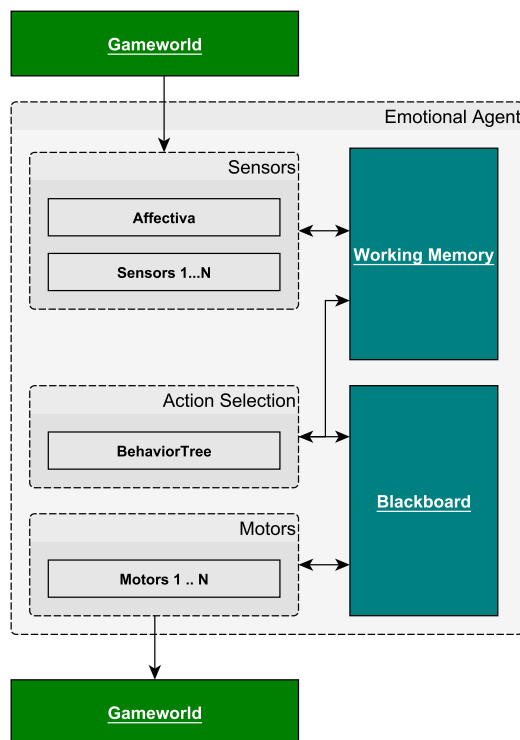 Gameworld
Emotional Agent
Sensors
Affectiva
Sensors 1...N
Working Memory
Action Selection
BehaviorTree
Blackboard
Motors
Motors 1 .. N
Gameworld